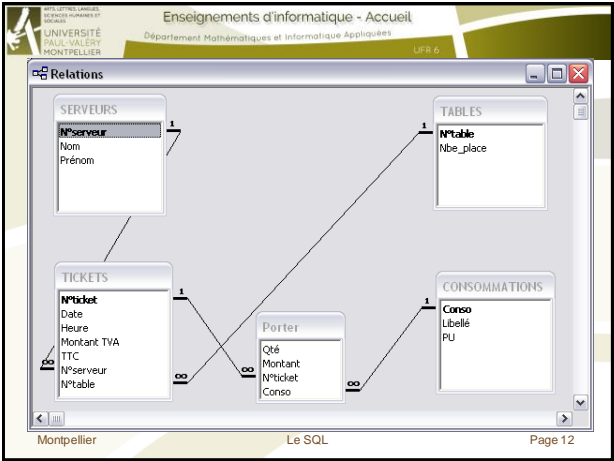 ARTS, LETTRES, LANGUES,
SCIENCES HUMAINES ET
SOCIALES
UNIVERSITÉ
PAUL-VALÉRY
MONTPELLIER
Enseignements d'informatique - Accueil
Département Mathématiques et Informatique Appliquées
UFR 6
Relations
SERVEURS
N°serveur
Nom
Prénom
1
TABLES
N°table
Nbe_place
1
TICKETS
N°ticket
Date
Heure
Montant TVA
TTC
N°serveur
N°table
1
∞
∞
Porter
Qté
Montant
N°ticket
Conso
∞
∞
CONSOMMATIONS
Conso
Libellé
PU
1
Montpellier
Le SQL
Page 12